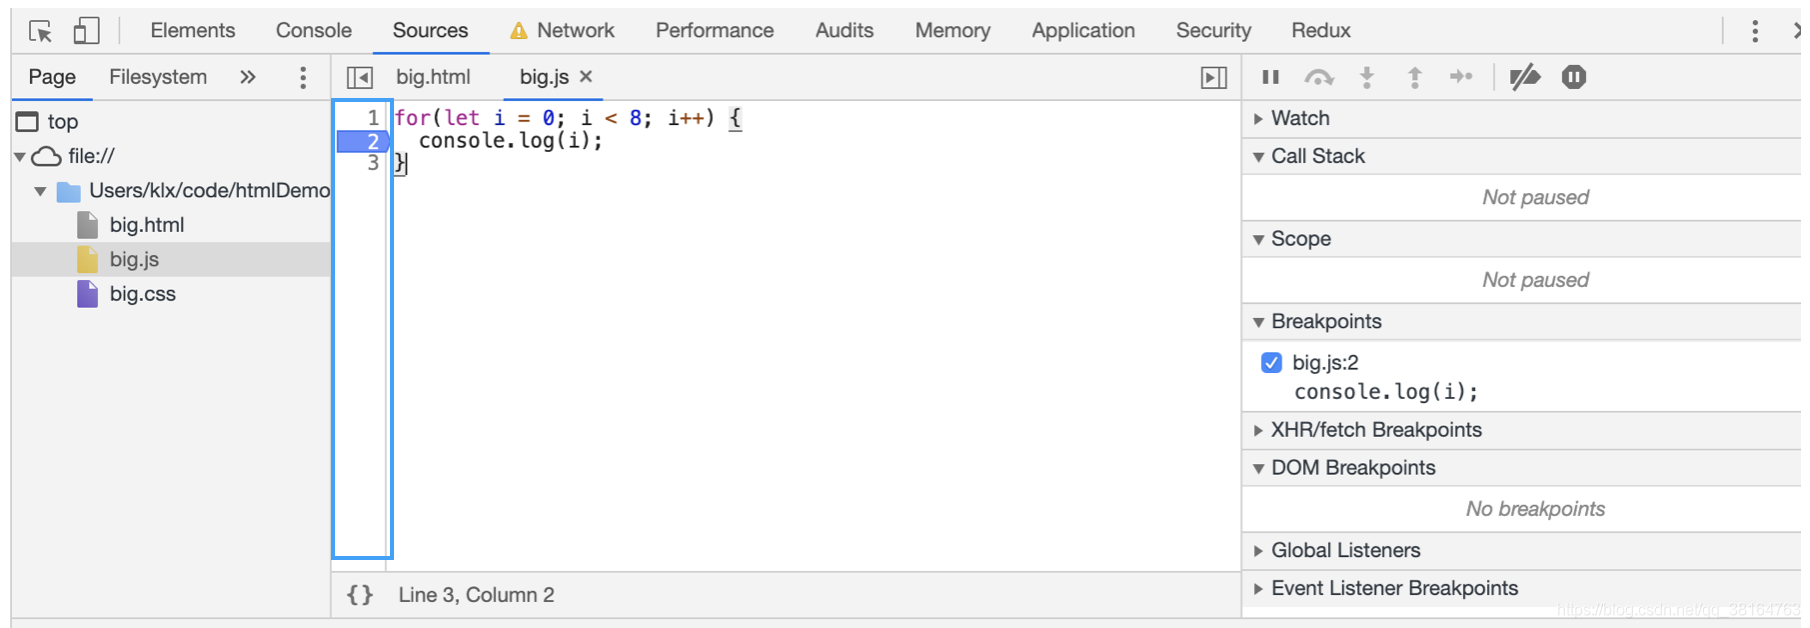 Elements Console Sources Network Performance Audits Memory Application Security Redux
Page Filesystem »
big.html big.js ×
top
file://
Users/klx/code/htmlDemo
big.html
big.js
big.css
1 for(let i = 0; i < 8; i++) {
2 console.log(i);
3 }
{} Line 3, Column 2
Watch
Call Stack
Not paused
Scope
Not paused
Breakpoints
big.js:2
console.log(i);
XHR/fetch Breakpoints
DOM Breakpoints
No breakpoints
Global Listeners
Event Listener Breakpoints
https://blog.csdn.net/qq_38164763